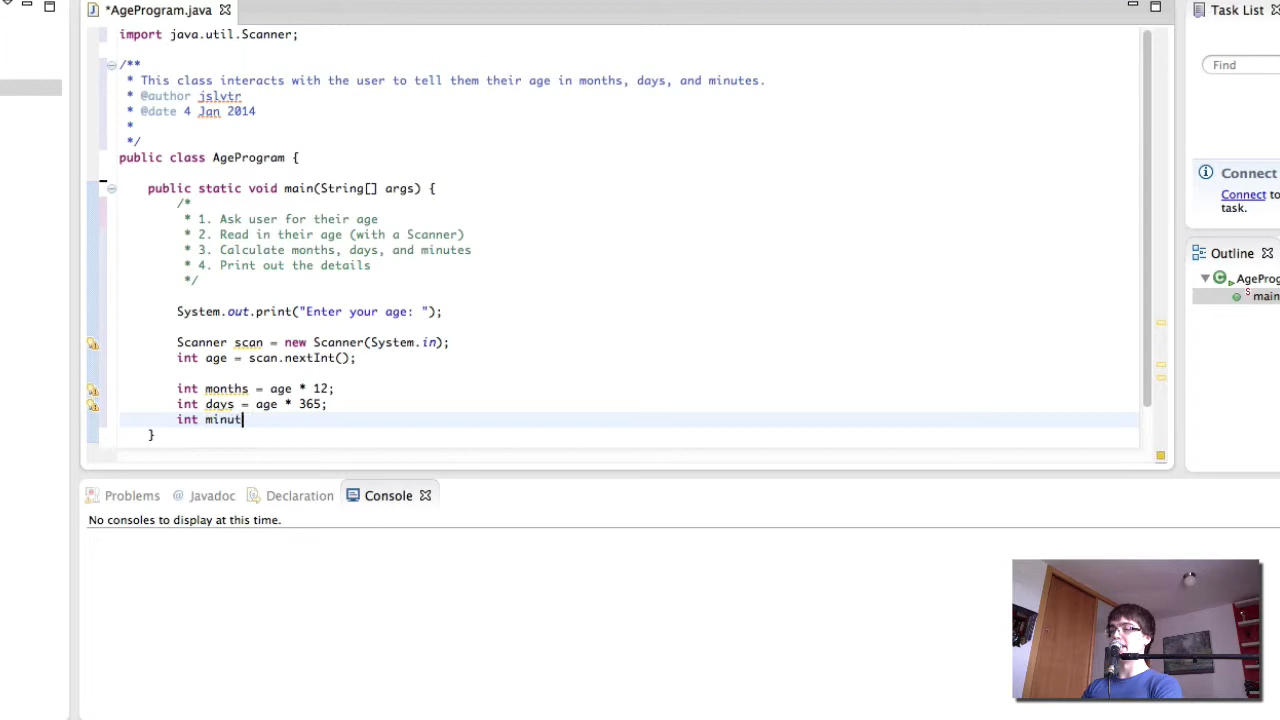 *AgeProgram.java
import java.util.Scanner;
/**
* This class interacts with the user to tell them their age in months, days, and minutes.
* @author jslvtr
* @date 4 Jan 2014
*
*/
public class AgeProgram {
public static void main(String[] args) {
/*
* 1. Ask user for their age
* 2. Read in their age (with a Scanner)
* 3. Calculate months, days, and minutes
* 4. Print out the details
*/
System.out.print("Enter your age: ");
Scanner scan = new Scanner(System.in);
int age = scan.nextInt();
int months = age * 12;
int days = age * 365;
int minut
}
Problems @ Javadoc Declaration Console
No consoles to display at this time.
Task List
Find
Connect
Connect to
task.
Outline
AgeProg
S main